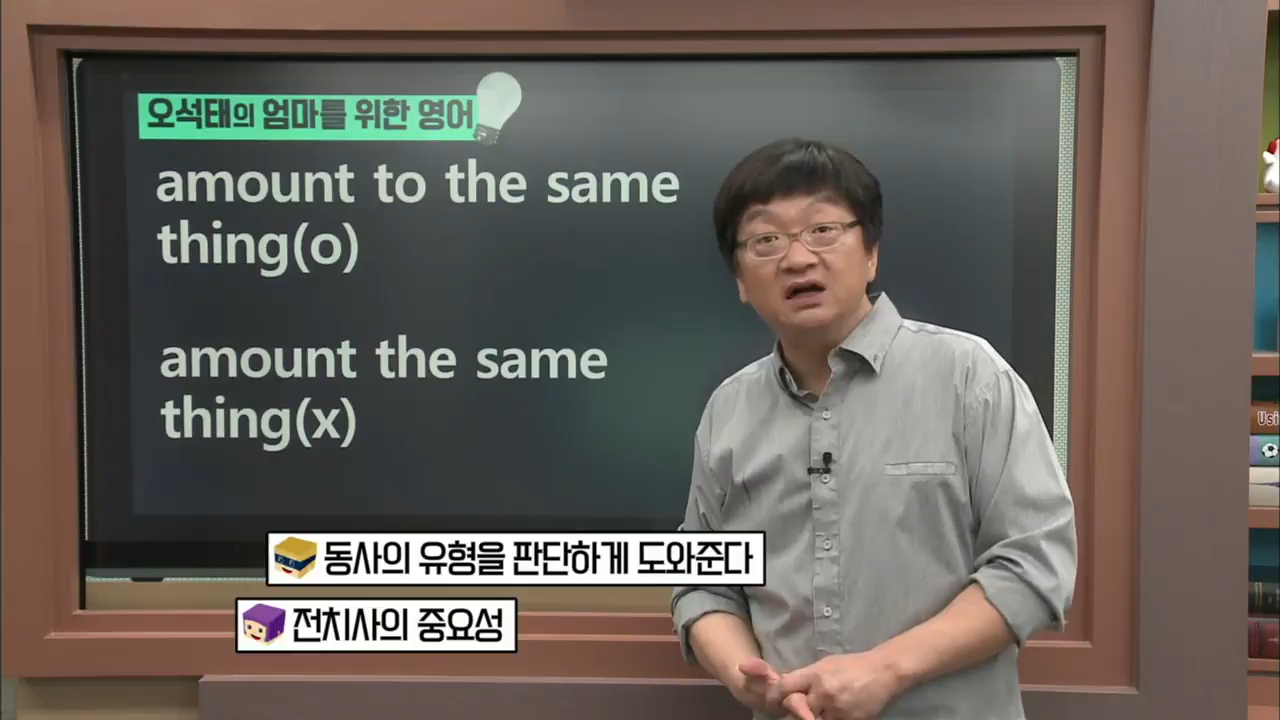 오석태의 엄마를 위한 영어
amount to the same
thing(o)
amount the same
thing(x)
동사의 유형을 판단하게 도와준다
전치사의 중요성
Usi